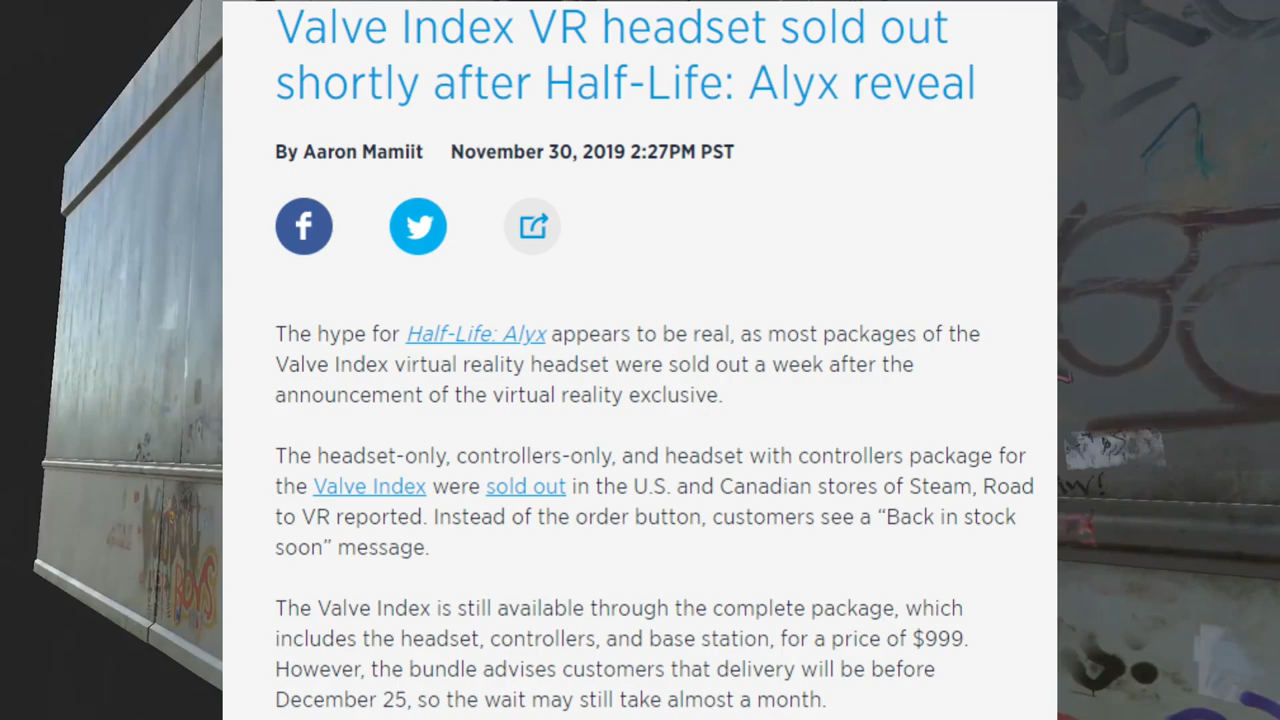 Valve Index VR headset sold out
shortly after Half-Life: Alyx reveal
By Aaron Mamiit November 30, 2019 2:27PM PST
The hype for Half-Life: Alyx appears to be real, as most packages of the
Valve Index virtual reality headset were sold out a week after the
announcement of the virtual reality exclusive.
The headset-only, controllers-only, and headset with controllers package for
the Valve Index were sold out in the U.S. and Canadian stores of Steam, Road
to VR reported. Instead of the order button, customers see a “Back in stock
soon” message.
The Valve Index is still available through the complete package, which
includes the headset, controllers, and base station, for a price of $999.
However, the bundle advises customers that delivery will be before
December 25, so the wait may still take almost a month.
BOYS